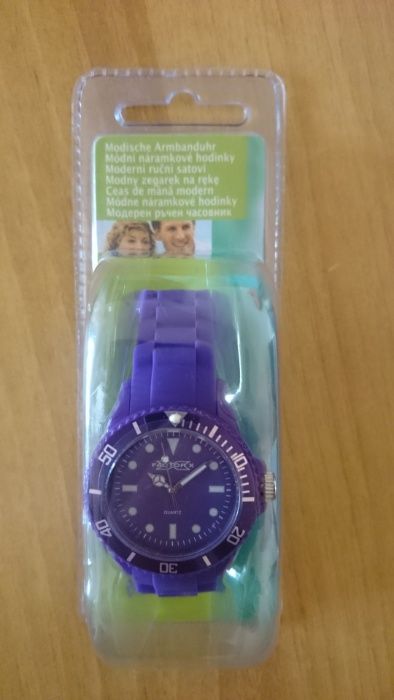 Modische Armbanduhr
Módní náramkové hodinky
Moderni ručni satovi
Modny zegarek na rękę
Ceas de mână modern
Módne náramkové hodinky
Модерен ръчен часовник
FACTOR X
QUARTZ
50
10
40
20
30